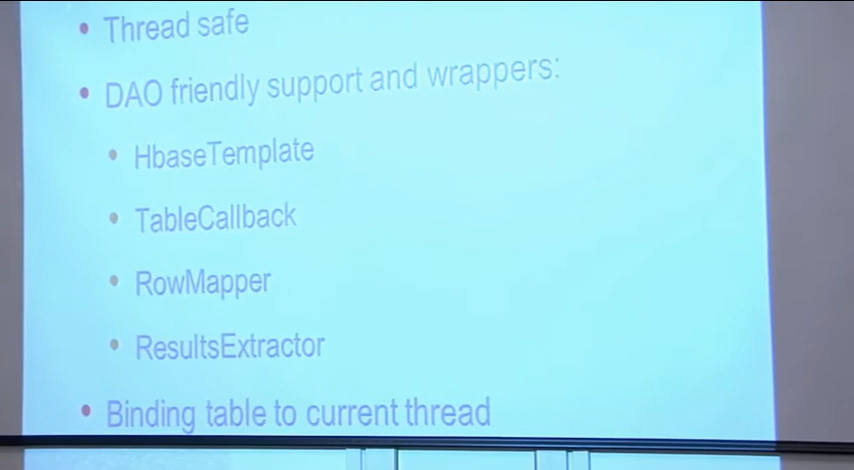 • Thread safe
• DAO friendly support and wrappers:
• HbaseTemplate
• TableCallback
• RowMapper
• ResultsExtractor
• Binding table to current thread